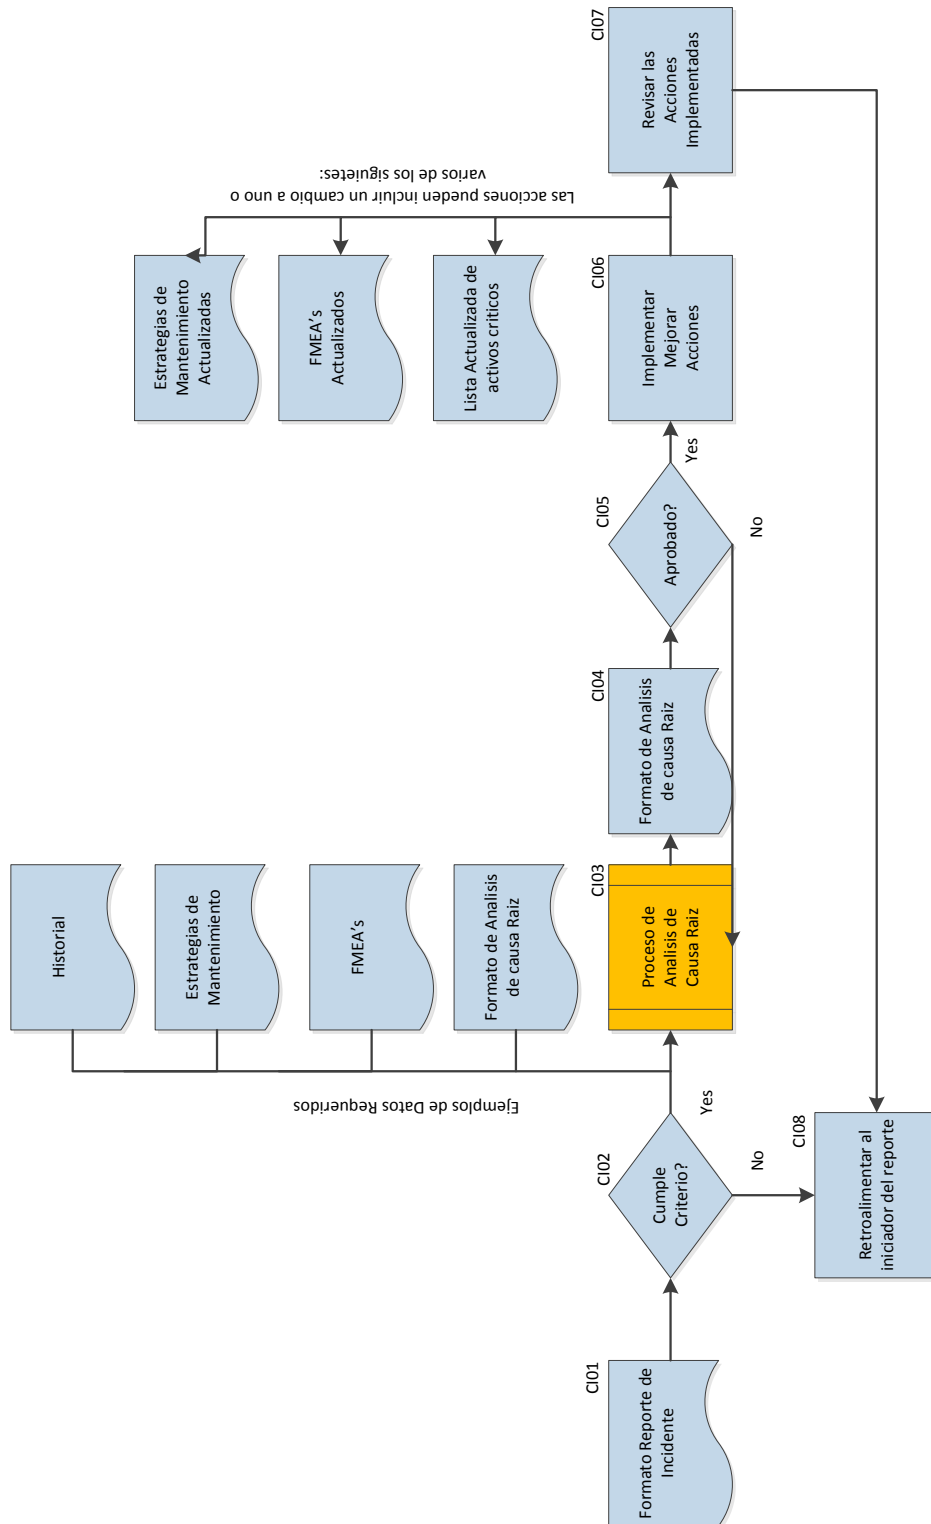 Historial
Estrategias de
Mantenimiento
FMEA's
Formato de Analisis
de causa Raiz
Ejemplos de Datos Requeridos
Estrategias de
Mantenimiento
Actualizadas
FMEA's
Actualizados
Lista Actualizada de
activos criticos
Las acciones pueden incluir un cambio a uno o
varios de los siguietes:
CI01
Formato Reporte de
Incidente
CI02
Cumple
Criterio?
Yes
No
CI03
Proceso de
Analisis de
Causa Raiz
CI04
Formato de Analisis
de causa Raiz
CI05
Aprobado?
Yes
No
CI06
Implementar
Mejorar
Acciones
CI07
Revisar las
Acciones
Implementadas
CI08
Retroalimentar al
iniciador del reporte